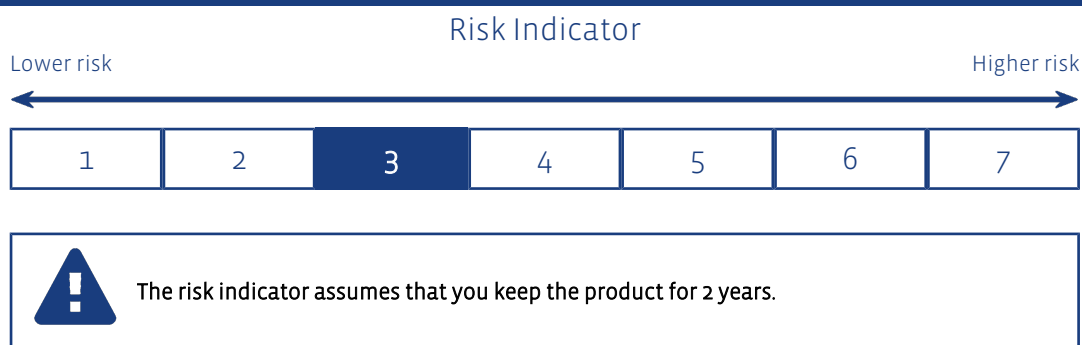 Risk Indicator
Lower risk Higher risk
1 2 3 4 5 6 7
The risk indicator assumes that you keep the product for 2 years.